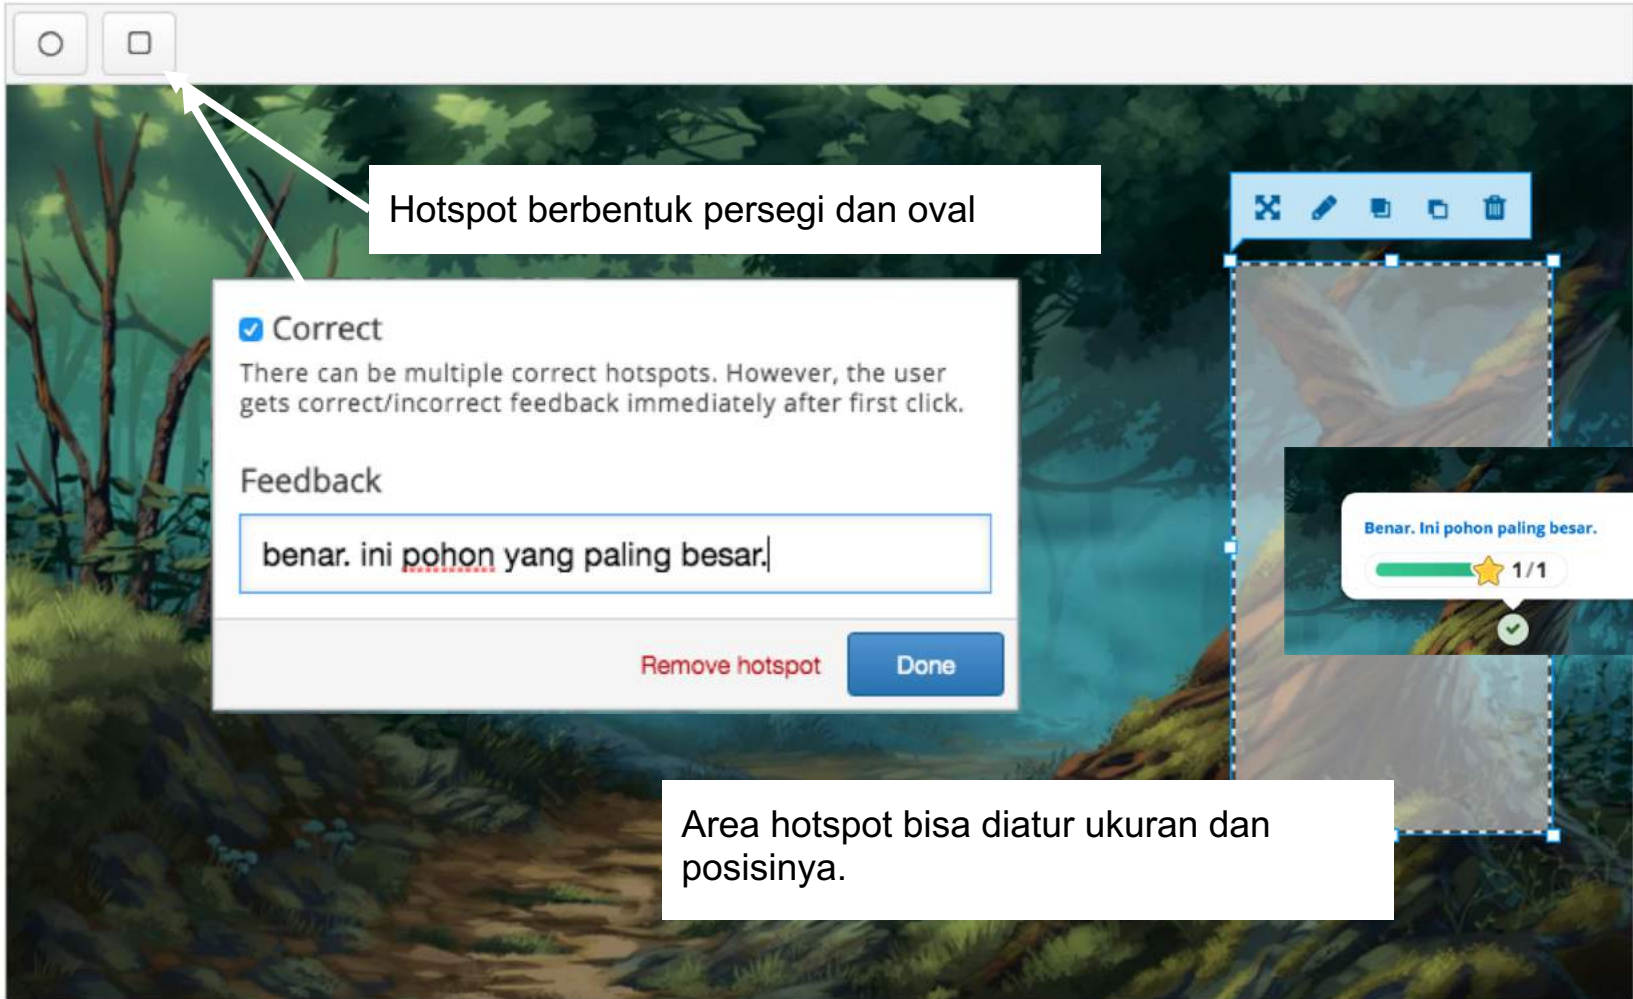 Hotspot berbentuk persegi dan oval
Correct
There can be multiple correct hotspots. However, the user
gets correct/incorrect feedback immediately after first click.
Feedback
benar. ini pohon yang paling besar.
Remove hotspot
Done
Benar. Ini pohon paling besar.
1/1
Area hotspot bisa diatur ukuran dan
posisinya.